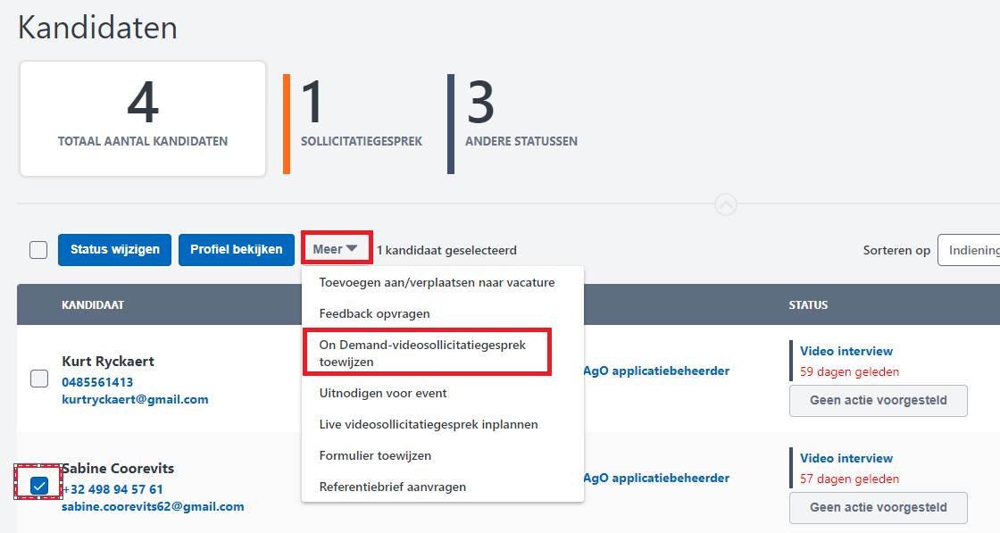 Kandidaten
4
TOTAAL AANTAL KANDIDATEN
1
SOLLICITATIEGESPREK
3
ANDERE STATUSSEN
Status wijzigen
Profiel bekijken
Meer
1 kandidaat geselecteerd
Sorteren op
Indiening
Toevoegen aan/verplaatsen naar vacature
Feedback opvragen
On Demand-videosollicitatiegesprek
toewijzen
Uitnodigen voor event
Live videosollicitatiegesprek inplannen
Formulier toewijzen
Referentiebrief aanvragen
KANDIDAAT
STATUS
Kurt Ryckaert
0485561413
kurtryckaert@gmail.com
AgO applicatiebeheerder
Video interview
59 dagen geleden
Geen actie voorgesteld
Sabine Coorevits
+32 498 94 57 61
sabine.coorevits62@gmail.com
AgO applicatiebeheerder
Video interview
57 dagen geleden
Geen actie voorgesteld